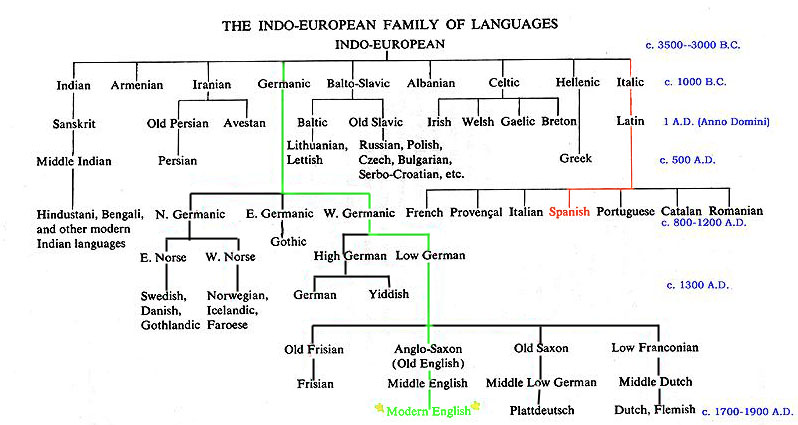 THE INDO-EUROPEAN FAMILY OF LANGUAGES
INDO-EUROPEAN
c. 3500--3000 B.C.
Indian Armenian Iranian Germanic Balto-Slavic Albanian Celtic Hellenic Italic
c. 1000 B.C.
Sanskrit Old Persian Avestan Baltic Old Slavic Irish Welsh Gaelic Breton Latin
1 A.D. (Anno Domini)
Middle Indian Persian Lithuanian, Russian, Polish, Greek
Lettish Czech, Bulgarian,
Serbo-Croatian, etc.
c. 500 A.D.
Hindustani, Bengali, N. Germanic E. Germanic W. Germanic French Provençal Italian Spanish Portuguese Catalan Romanian
and other modern
Indian languages
c. 800-1200 A.D.
Gothic
E. Norse W. Norse High German Low German
c. 1300 A.D.
Swedish, Norwegian, German Yiddish
Danish, Icelandic,
Gothlandic Faroese
Old Frisian Anglo-Saxon Old Saxon Low Franconian
(Old English)
Frisian Middle English Middle Low German Middle Dutch
Modern English Plattdeutsch Dutch, Flemish
c. 1700-1900 A.D.